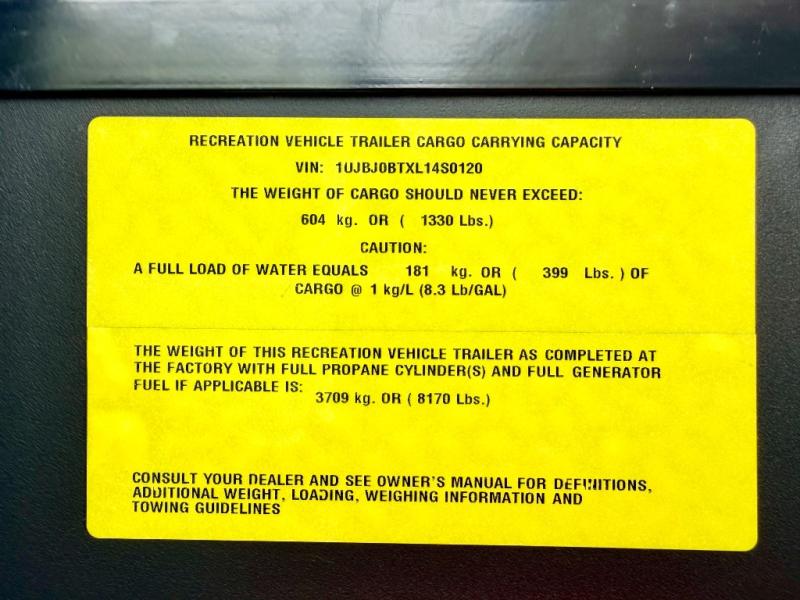 RECREATION VEHICLE TRAILER CARGO CARRYING CAPACITY
VIN: 1UJBJ0BTXL14S0120
THE WEIGHT OF CARGO SHOULD NEVER EXCEED:
604 kg. OR ( 1330 Lbs.)
CAUTION:
A FULL LOAD OF WATER EQUALS 181 kg. OR ( 399 Lbs. ) OF
CARGO @ 1 kg/L (8.3 Lb/GAL)
THE WEIGHT OF THIS RECREATION VEHICLE TRAILER AS COMPLETED AT
THE FACTORY WITH FULL PROPANE CYLINDER(S) AND FULL GENERATOR
FUEL IF APPLICABLE IS:
3709 kg. OR ( 8170 Lbs.)
CONSULT YOUR DEALER AND SEE OWNER'S MANUAL FOR DEFINITIONS,
ADDITIONAL WEIGHT, LOADING, WEIGHING INFORMATION AND
TOWING GUIDELINES